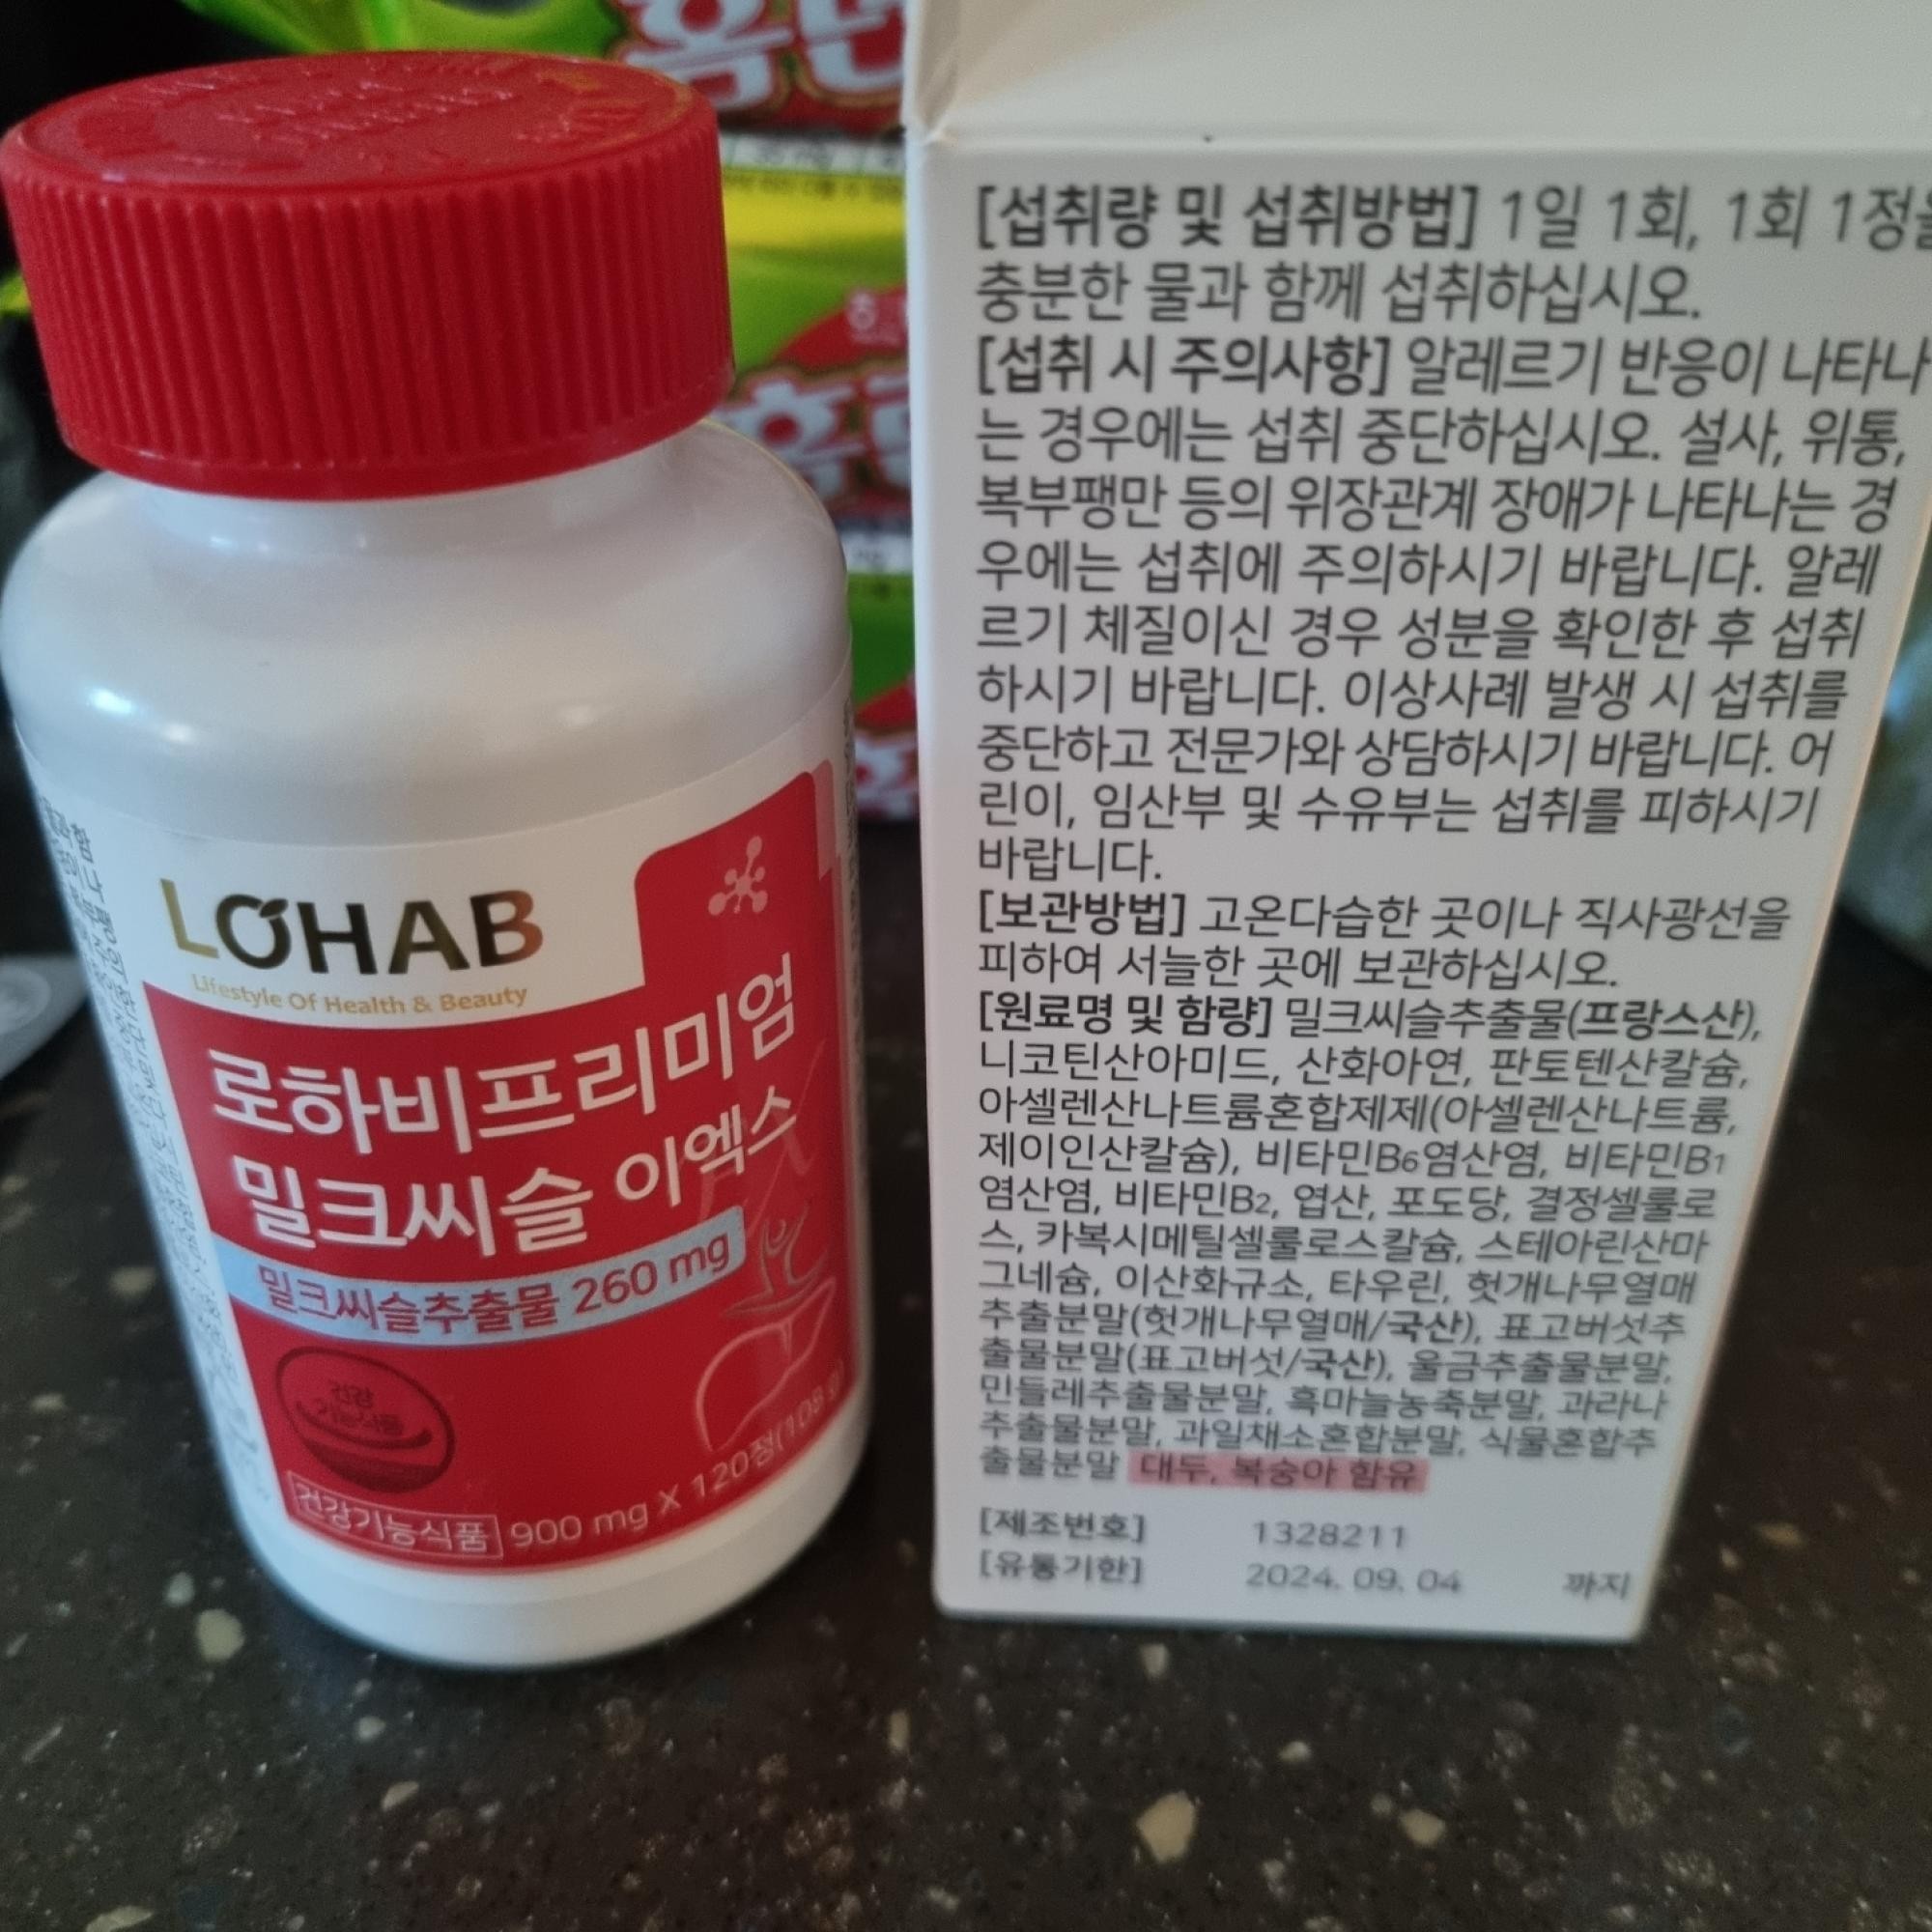 LOHAB
Lifestyle Of Health & Beauty
로하비프리미엄
밀크씨슬 이엑스
밀크씨슬추출물 260 mg
건강
기능식품
건강기능식품 900 mg X 120정(108 g)
[섭취량 및 섭취방법] 1일 1회, 1회 1정을
충분한 물과 함께 섭취하십시오.
[섭취 시 주의사항] 알레르기 반응이 나타나
는 경우에는 섭취 중단하십시오. 설사, 위통,
복부팽만 등의 위장관계 장애가 나타나는 경
우에는 섭취에 주의하시기 바랍니다. 알레
르기 체질이신 경우 성분을 확인한 후 섭취
하시기 바랍니다. 이상사례 발생 시 섭취를
중단하고 전문가와 상담하시기 바랍니다. 어
린이, 임산부 및 수유부는 섭취를 피하시기
바랍니다.
[보관방법] 고온다습한 곳이나 직사광선을
피하여 서늘한 곳에 보관하십시오.
[원료명 및 함량] 밀크씨슬추출물(프랑스산),
니코틴산아미드, 산화아연, 판토텐산칼슘,
아셀렌산나트륨혼합제제(아셀렌산나트륨,
제이인산칼슘), 비타민B6염산염, 비타민B1
염산염, 비타민B2, 엽산, 포도당, 결정셀룰로
스, 카복시메틸셀룰로스칼슘, 스테아린산마
그네슘, 이산화규소, 타우린, 헛개나무열매
추출분말(헛개나무열매/국산), 표고버섯추
출물분말(표고버섯/국산), 울금추출물분말,
민들레추출물분말, 흑마늘농축분말, 과라나
추출물분말, 과일채소혼합분말, 식물혼합추
출물분말 대두, 복숭아 함유
[제조번호] 1328211
[유통기한] 2024. 09. 04 까지